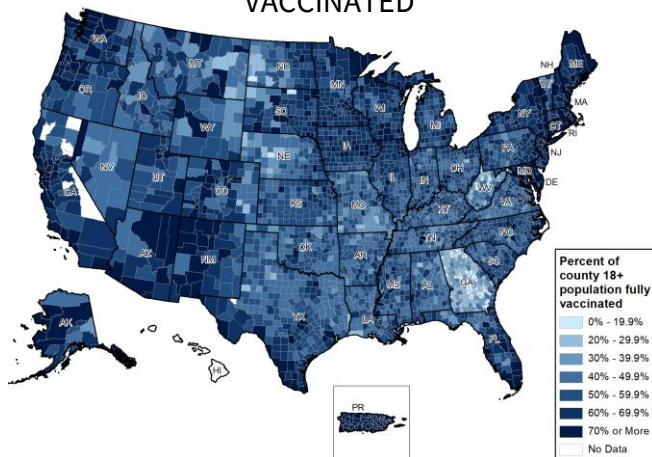 VACCINATED
WA
MT
ND
MN
OR
ID
SD
WI
MI
WY
NE
IA
NV
UT
CO
CA
IL
IN
OH
PA
NY
NH
VT
ME
MA
CT
RI
NJ
DE
MD
WV
VA
KS
MO
KY
AZ
NM
OK
AR
TN
NC
SC
TX
LA
MS
AL
GA
FL
AK
HI
PR
Percent of
county 18+
population fully
vaccinated
0% - 19.9%
20% - 29.9%
30% - 39.9%
40% - 49.9%
50% - 59.9%
60% - 69.9%
70% or More
No Data